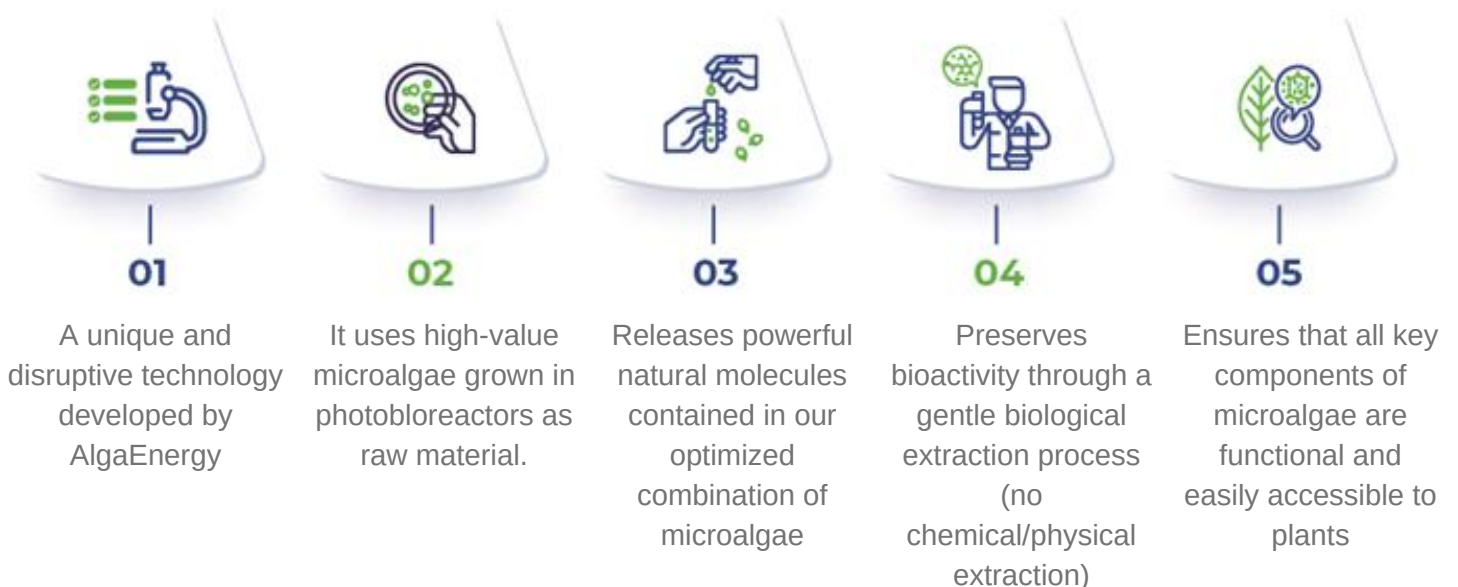 01
A unique and
disruptive technology
developed by
AlgaEnergy
02
It uses high-value
microalgae grown in
photobloreactors as
raw material.
03
Releases powerful
natural molecules
contained in our
optimized
combination of
microalgae
04
Preserves
bioactivity through a
gentle biological
extraction process
(no
chemical/physical
extraction)
05
Ensures that all key
components of
microalgae are
functional and
easily accessible to
plants